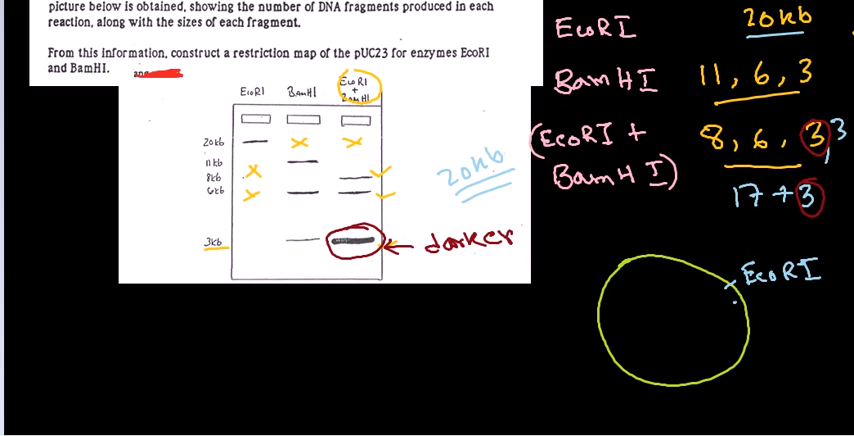 picture below is obtained, showing the number of DNA fragments produced in each
reaction, along with the sizes of each fragment.
From this information, construct a restriction map of the pUC23 for enzymes EcoRI
and BamHI.
EcoRI BamHI EcoRI
+
BamHI
20kb
11kb
8kb
6kb
3kb
20kb
darker
EcoRI 20kb
BamHI 11, 6, 3
(EcoRI + 8, 6, 3, 3
BamHI) 17 + 3
EcoRI